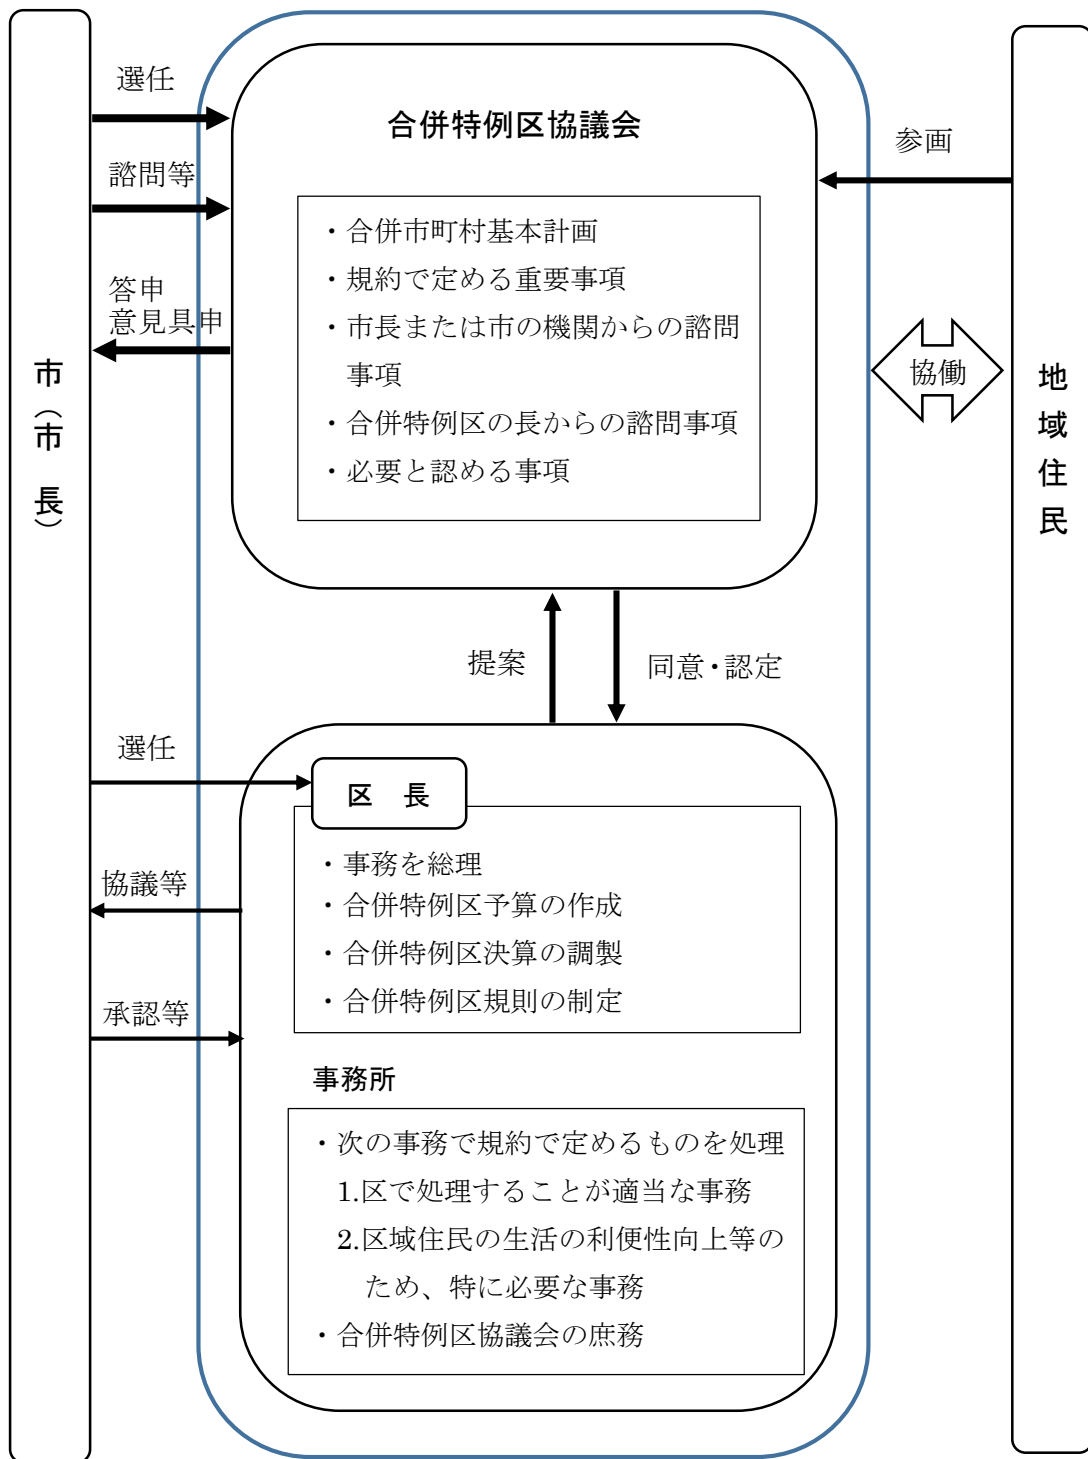 選任
諮問等
答申
意見具申
市（市長）
合併特例区協議会
・合併市町村基本計画
・規約で定める重要事項
・市長または市の機関からの諮問
事項
・合併特例区の長からの諮問事項
・必要と認める事項
参画
協働
地域住民
提案
同意・認定
選任
協議等
承認等
区　長
・事務を総理
・合併特例区予算の作成
・合併特例区決算の調製
・合併特例区規則の制定
事務所
・次の事務で規約で定めるものを処理
1.区で処理することが適当な事務
2.区域住民の生活の利便性向上等の
ため、特に必要な事務
・合併特例区協議会の庶務